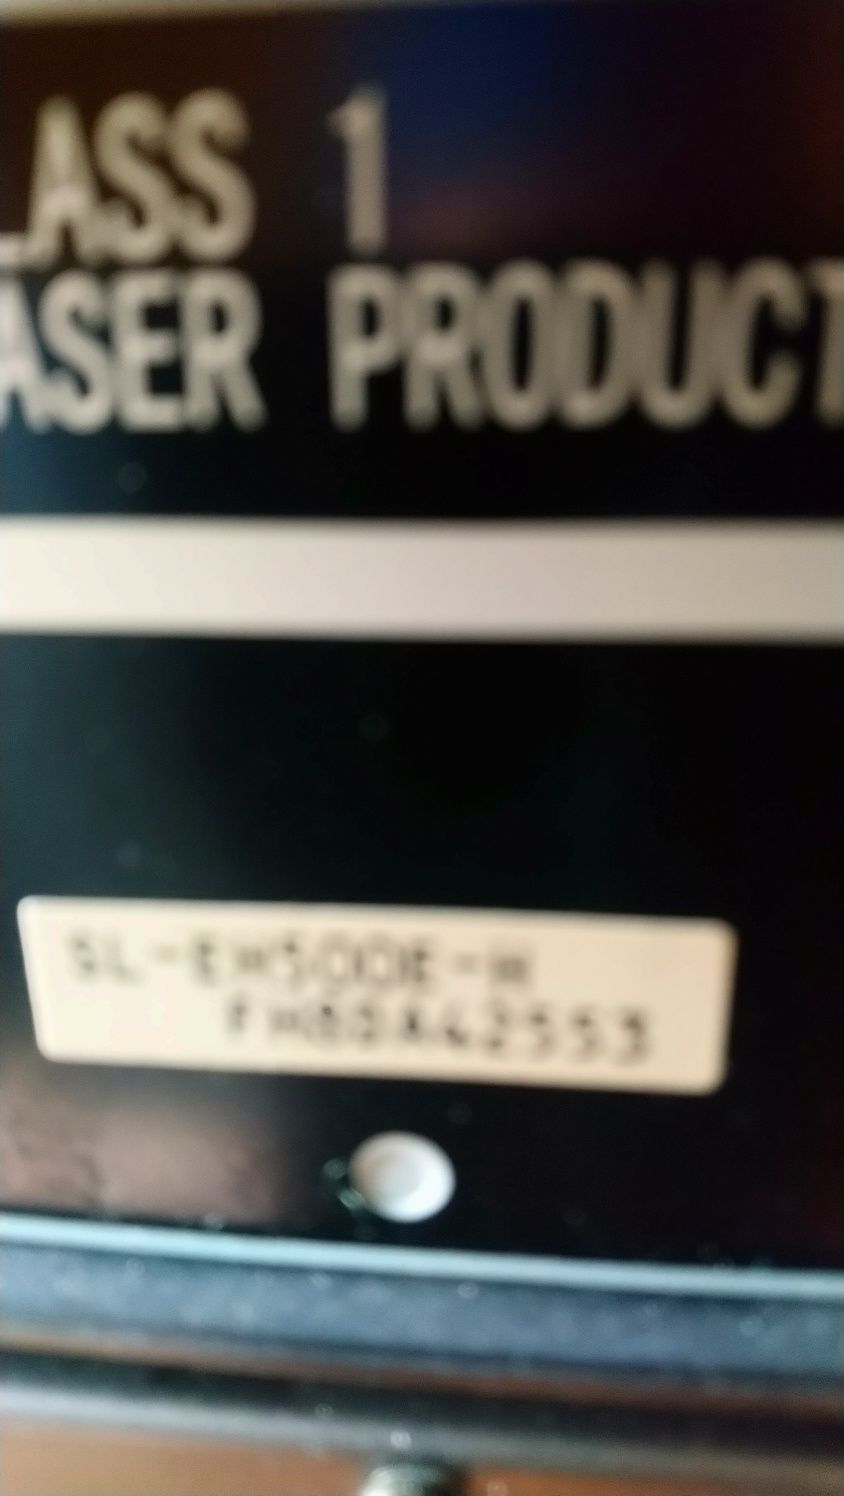 LASS 1
ASER PRODUCT
SL-EH500E-H